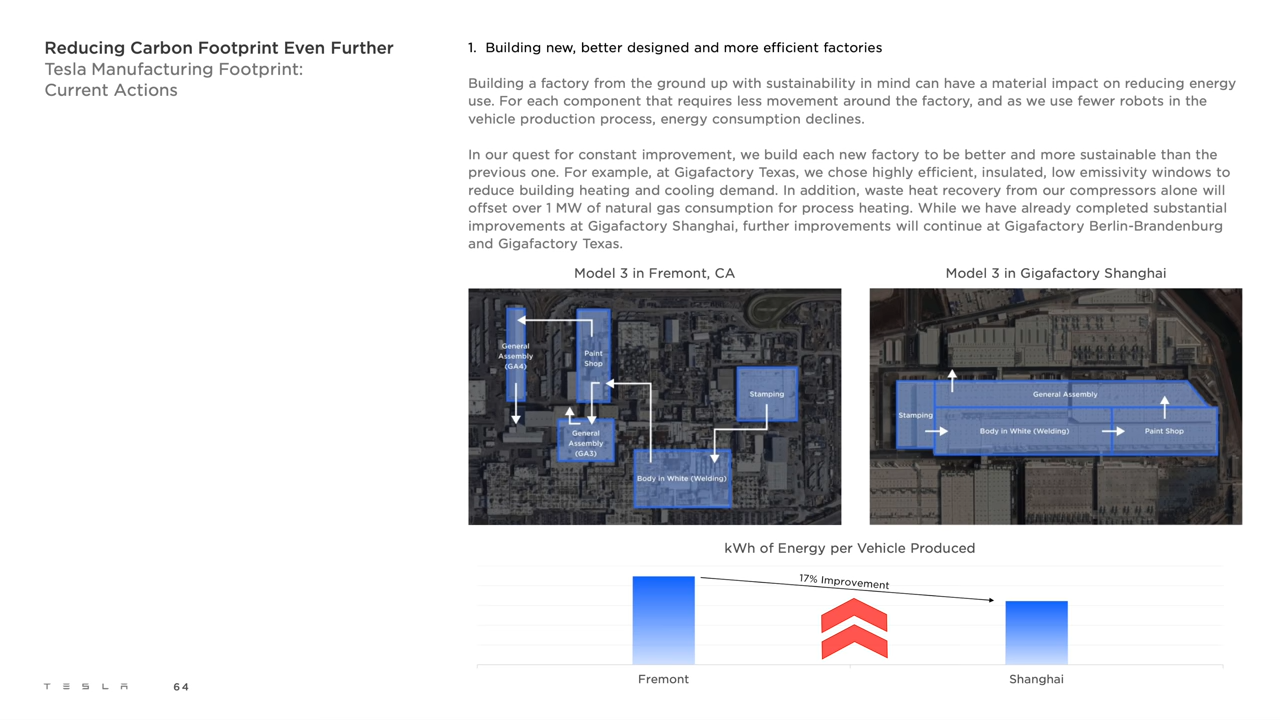 Reducing Carbon Footprint Even Further
Tesla Manufacturing Footprint:
Current Actions
1. Building new, better designed and more efficient factories
Building a factory from the ground up with sustainability in mind can have a material impact on reducing energy
use. For each component that requires less movement around the factory, and as we use fewer robots in the
vehicle production process, energy consumption declines.
In our quest for constant improvement, we build each new factory to be better and more sustainable than the
previous one. For example, at Gigafactory Texas, we chose highly efficient, insulated, low emissivity windows to
reduce building heating and cooling demand. In addition, waste heat recovery from our compressors alone will
offset over 1 MW of natural gas consumption for process heating. While we have already completed substantial
improvements at Gigafactory Shanghai, further improvements will continue at Gigafactory Berlin-Brandenburg
and Gigafactory Texas.
Model 3 in Fremont, CA
General
Assembly
(GA4)
Paint
Shop
Stamping
General
Assembly
(GA3)
Body in White (Welding)
Model 3 in Gigafactory Shanghai
General Assembly
Stamping
Body in White (Welding)
Paint Shop
kWh of Energy per Vehicle Produced
17% Improvement
Fremont
Shanghai
TESLA
64